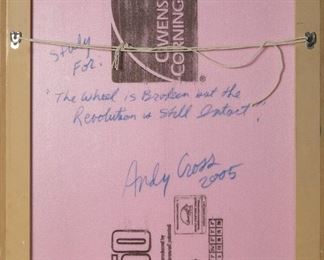 OWENS
CORNING
®
Study
For:
"The Wheel is Broken but the
Revolution is Still Intact"
Andy Cross
2005